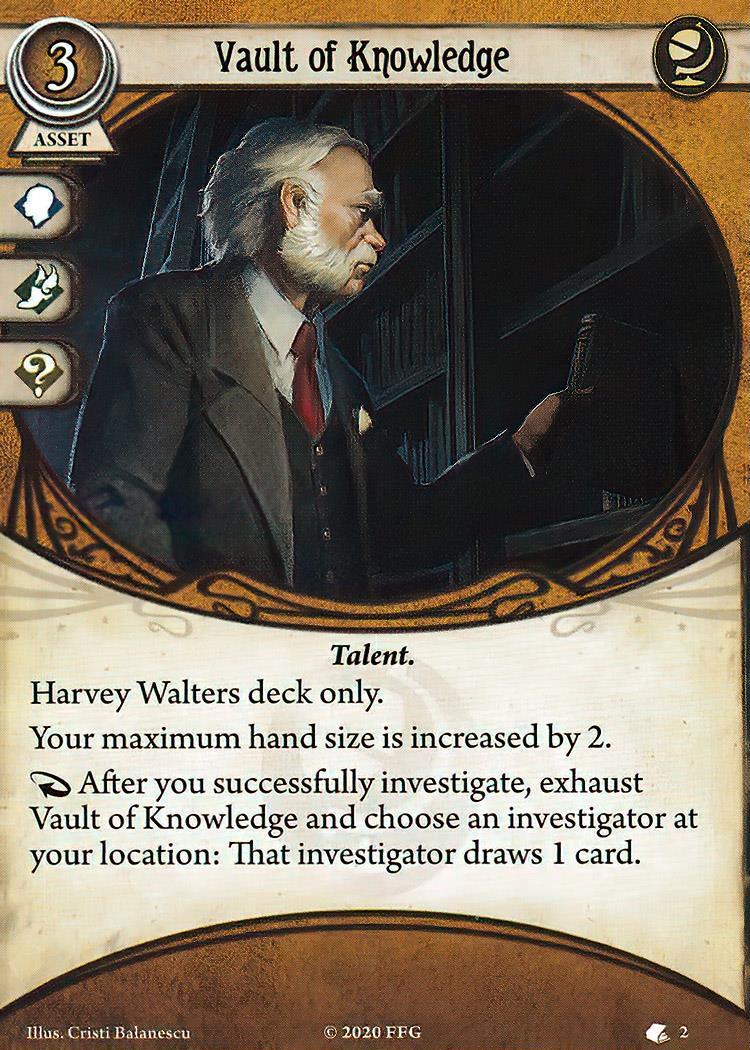 3
Vault of Knowledge
ASSET
?
Talent.
Harvey Walters deck only.
Your maximum hand size is increased by 2.
After you successfully investigate, exhaust
Vault of Knowledge and choose an investigator at
your location: That investigator draws 1 card.
Illus. Cristi Balanescu
© 2020 FFG
2